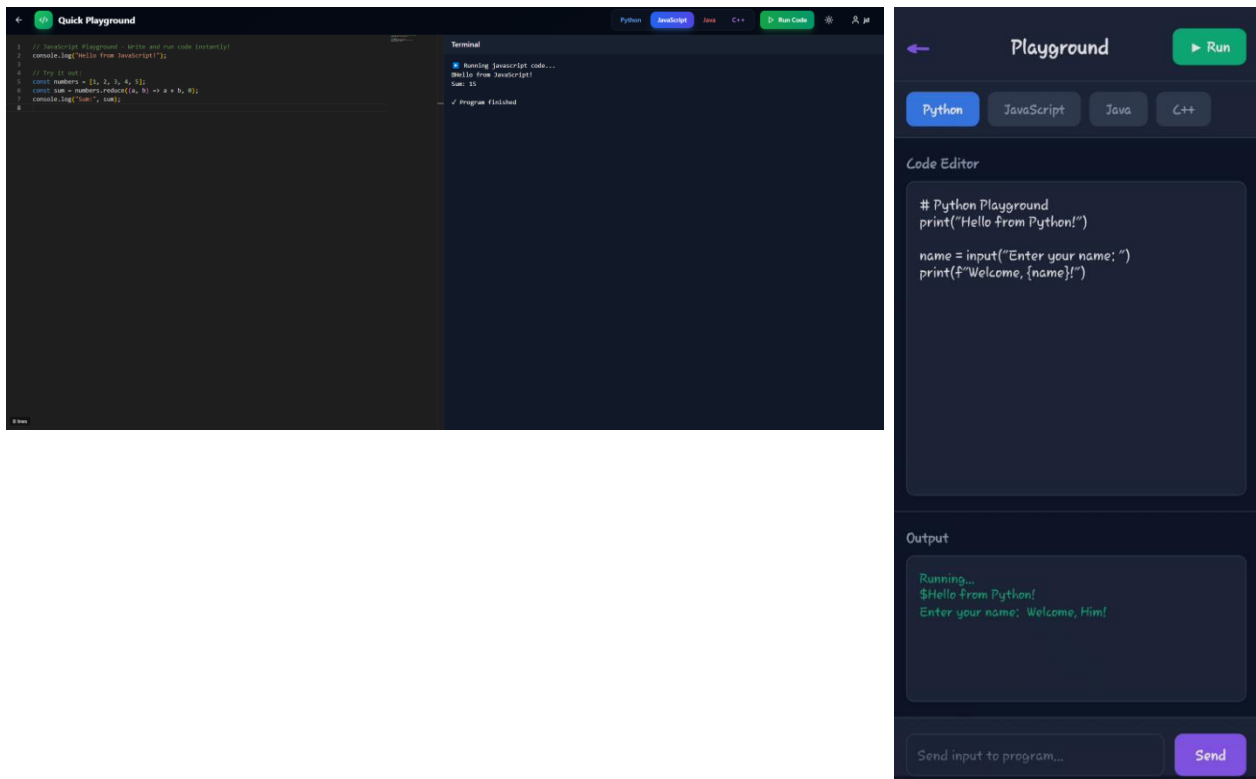 Quick Playground
Python JavaScript Java C++ Run Code jst
1 // JavaScript Playground - Write and run code instantly!
2 console.log("Hello from JavaScript!");
3
4 // Try it out:
5 const numbers = [1, 2, 3, 4, 5];
6 const sum = numbers.reduce((a, b) => a + b, 0);
7 console.log("Sum:", sum);
8
8 lines
Terminal
Running javascript code...
Hello from JavaScript!
Sum: 15
✓ Program finished
Playground
Run
Python JavaScript Java C++
Code Editor
# Python Playground
print("Hello from Python!")
name = input("Enter your name: ")
print(f"Welcome, {name}!")
Output
Running...
$Hello from Python!
Enter your name: Welcome, Him!
Send input to program...
Send